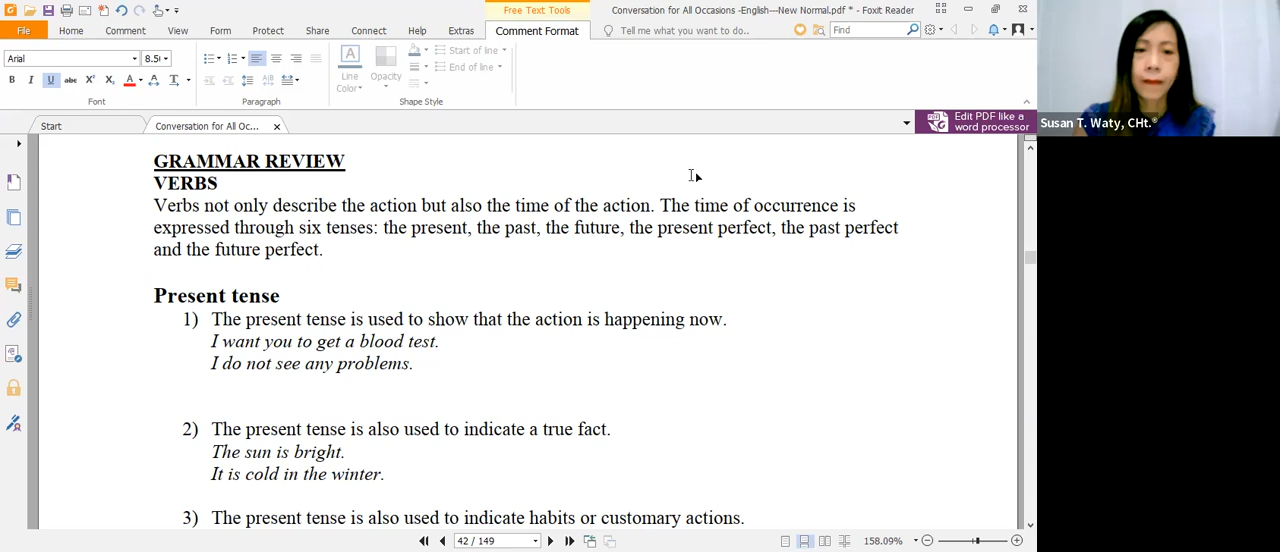 Free Text Tools
Conversation for All Occasions -English---New Normal.pdf * - Foxit Reader
File Home Comment View Form Protect Share Connect Help Extras Comment Format Tell me what you want to do.. Find
Arial 8.5
Start of line
End of line
Line Color Opacity
Font Paragraph Shape Style
Start Conversation for All Oc... Edit PDF like a word processor
Susan T. Waty, CHt.®
GRAMMAR REVIEW
VERBS
Verbs not only describe the action but also the time of the action. The time of occurrence is
expressed through six tenses: the present, the past, the future, the present perfect, the past perfect
and the future perfect.
Present tense
1) The present tense is used to show that the action is happening now.
I want you to get a blood test.
I do not see any problems.
2) The present tense is also used to indicate a true fact.
The sun is bright.
It is cold in the winter.
3) The present tense is also used to indicate habits or customary actions.
42 / 149 158.09%